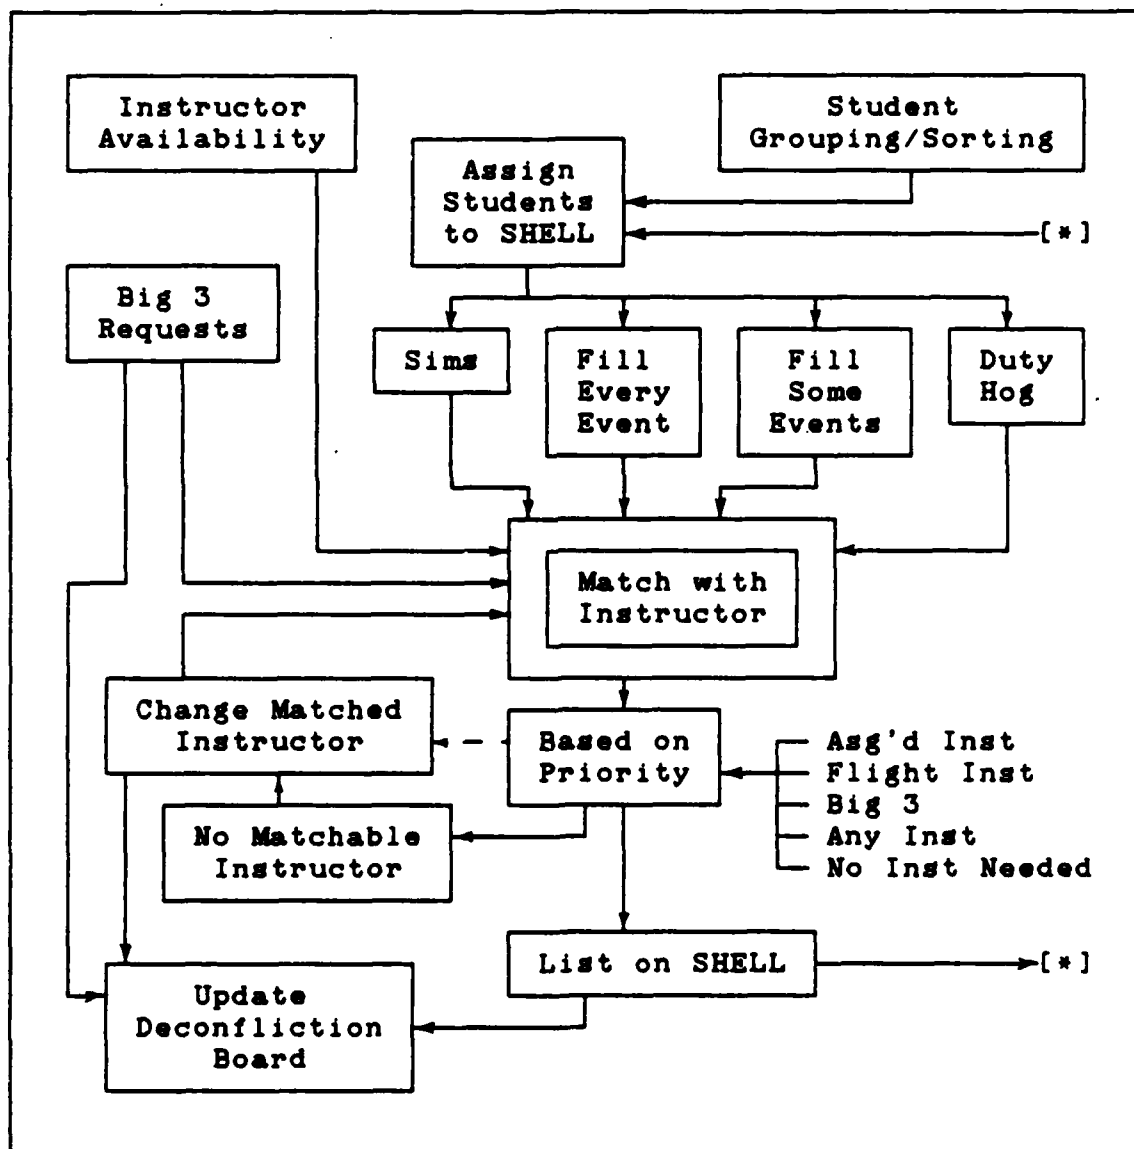 Instructor
Availability
Student
Grouping/Sorting
Assign
Students
to SHELL
[*]
Big 3
Requests
Sims
Fill
Every
Event
Fill
Some
Events
Duty
Hog
Match with
Instructor
Change Matched
Instructor
Based on
Priority
Asg'd Inst
Flight Inst
Big 3
Any Inst
No Inst Needed
No Matchable
Instructor
List on SHELL
[*]
Update
Deconfliction
Board